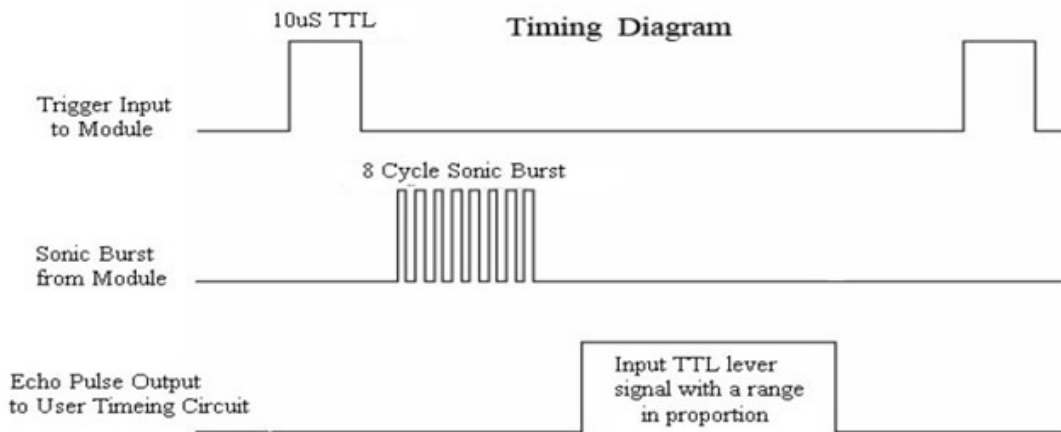 10uS TTL
Timing Diagram
Trigger Input
to Module
8 Cycle Sonic Burst
Sonic Burst
from Module
Echo Pulse Output
to User Timeing Circuit
Input TTL lever
signal with a range
in proportion